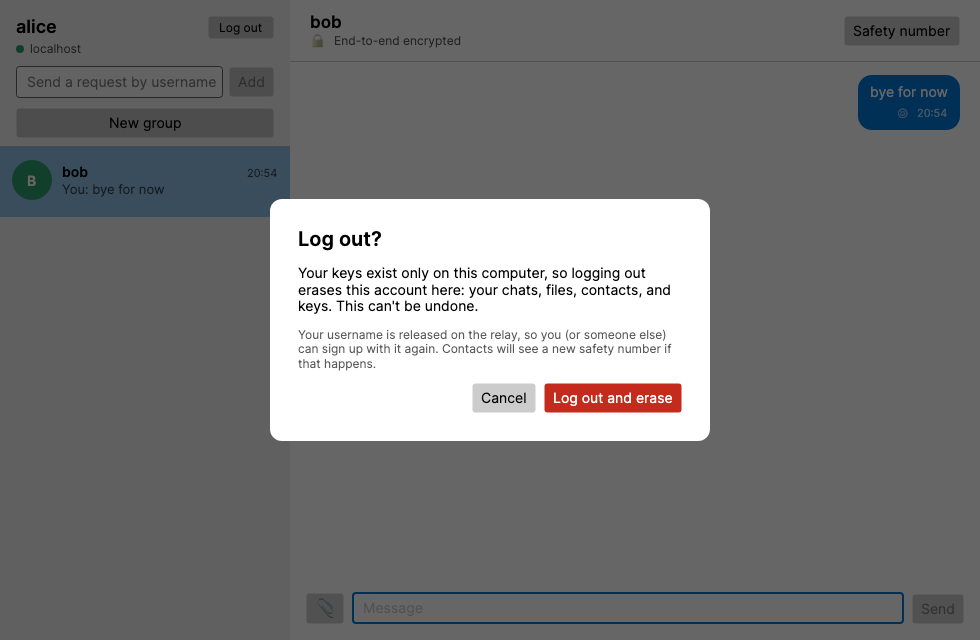 alice
Log out
localhost
Send a request by username
Add
New group
B
bob
20:54
You: bye for now
bob
End-to-end encrypted
Safety number
bye for now
20:54
Log out?
Your keys exist only on this computer, so logging out
erases this account here: your chats, files, contacts, and
keys. This can't be undone.
Your username is released on the relay, so you (or someone else)
can sign up with it again. Contacts will see a new safety number if
that happens.
Cancel
Log out and erase
Message
Send